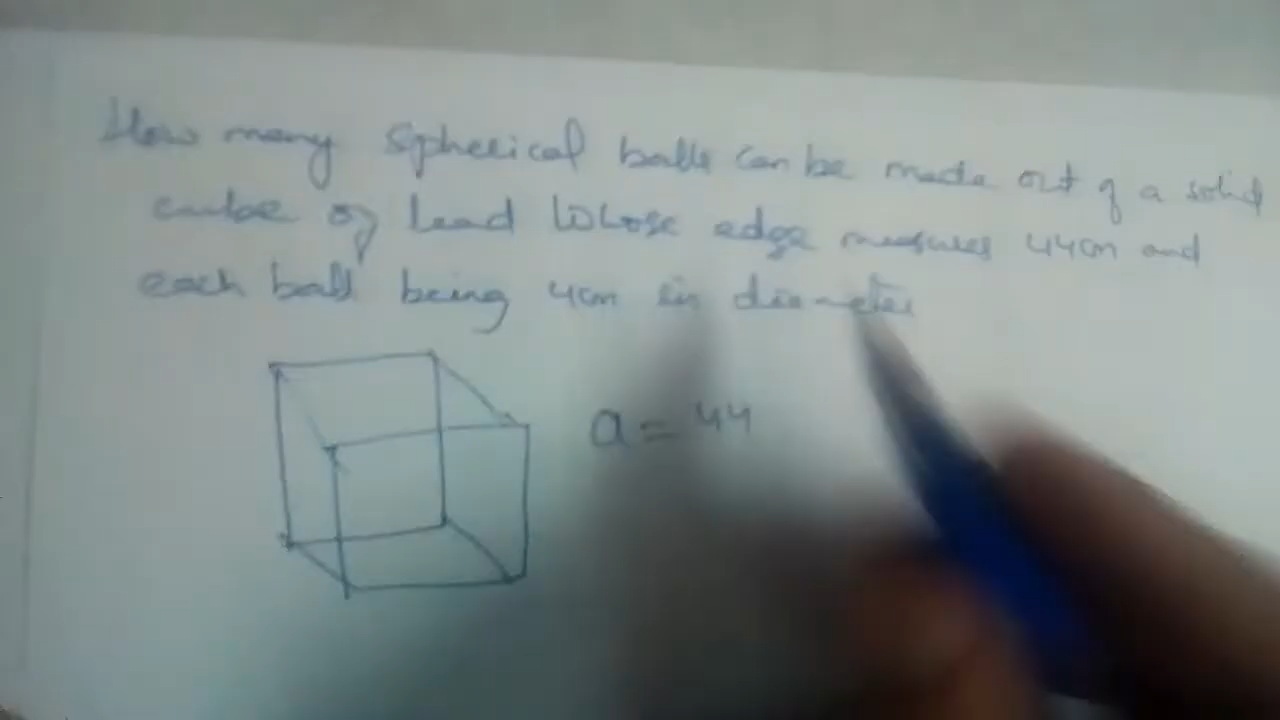 How many spherical balls can be made out of a solid
cube of lead whose edge measures 44cm and
each ball being 4cm in diameter
a = 44